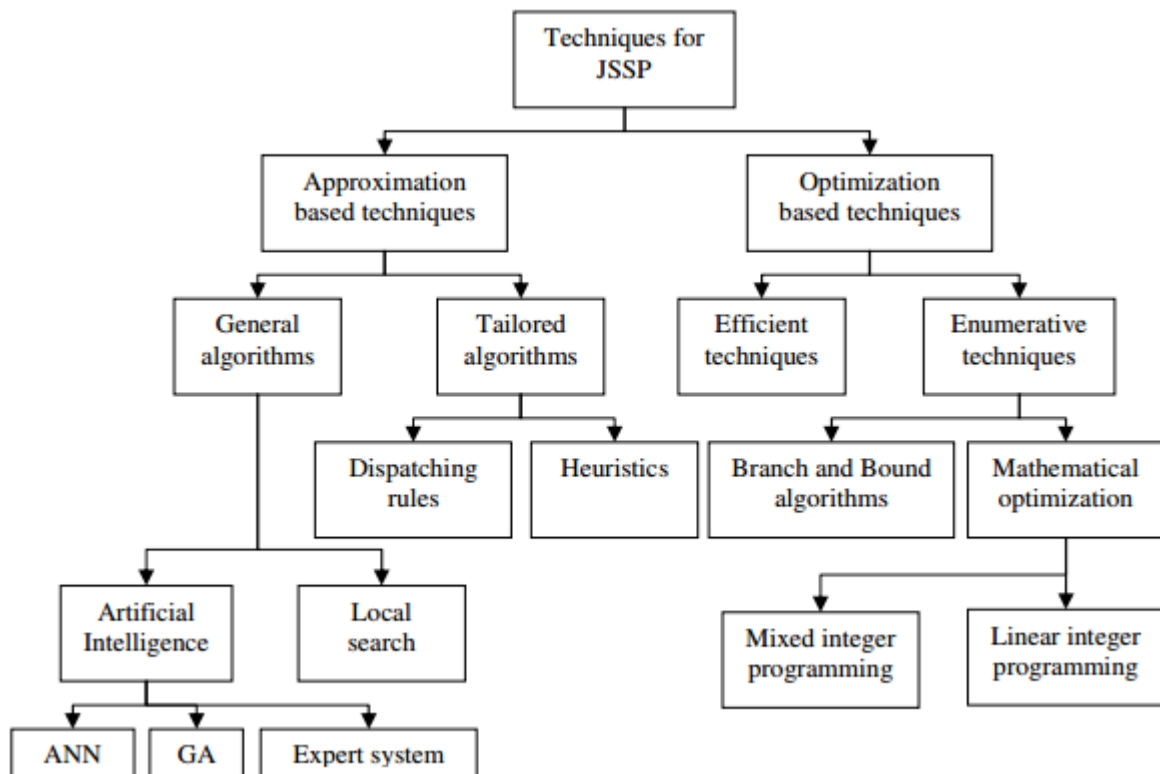 Techniques for
JSSP
Approximation
based techniques
Optimization
based techniques
General
algorithms
Tailored
algorithms
Efficient
techniques
Enumerative
techniques
Dispatching
rules
Heuristics
Branch and Bound
algorithms
Mathematical
optimization
Artificial
Intelligence
Local
search
Mixed integer
programming
Linear integer
programming
ANN
GA
Expert system